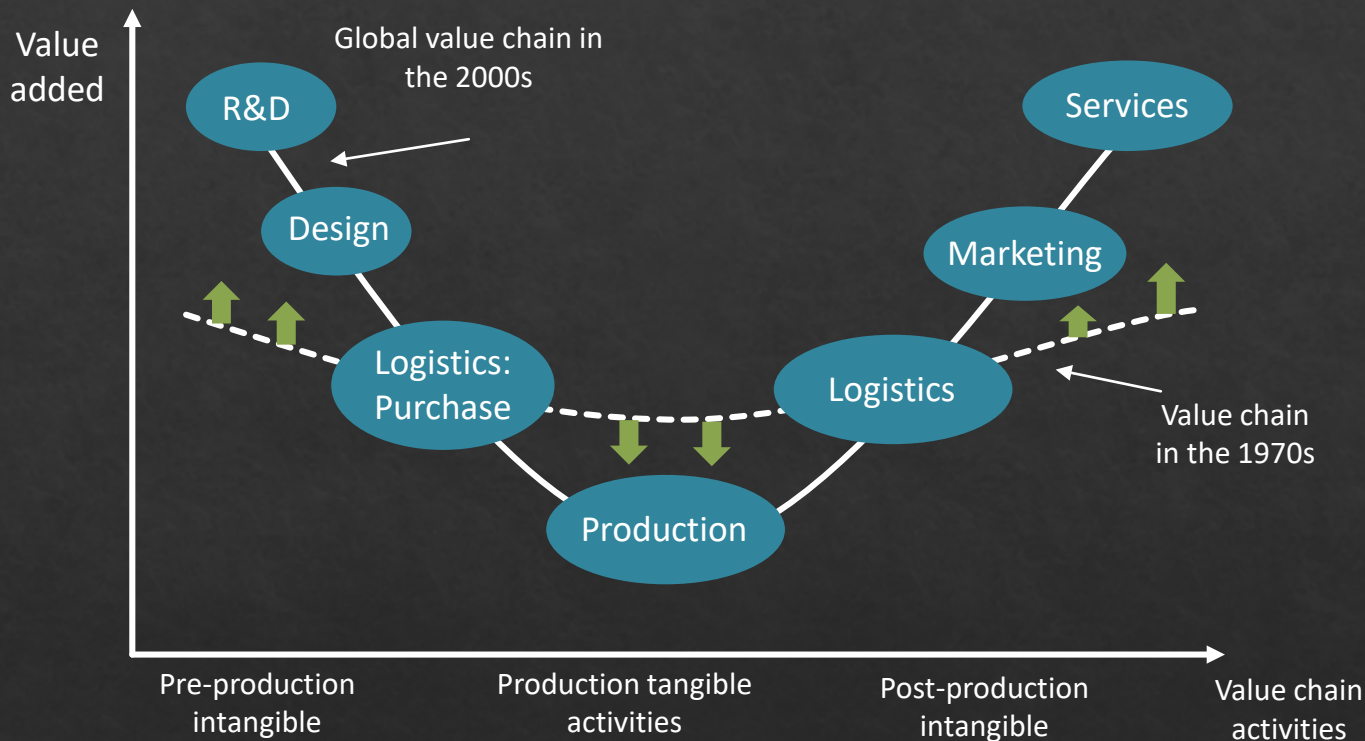 Value
added
Global value chain in
the 2000s
R&D
Services
Design
Marketing
Logistics:
Purchase
Logistics
Value chain
in the 1970s
Production
Pre-production
intangible
Production tangible
activities
Post-production
intangible
Value chain
activities